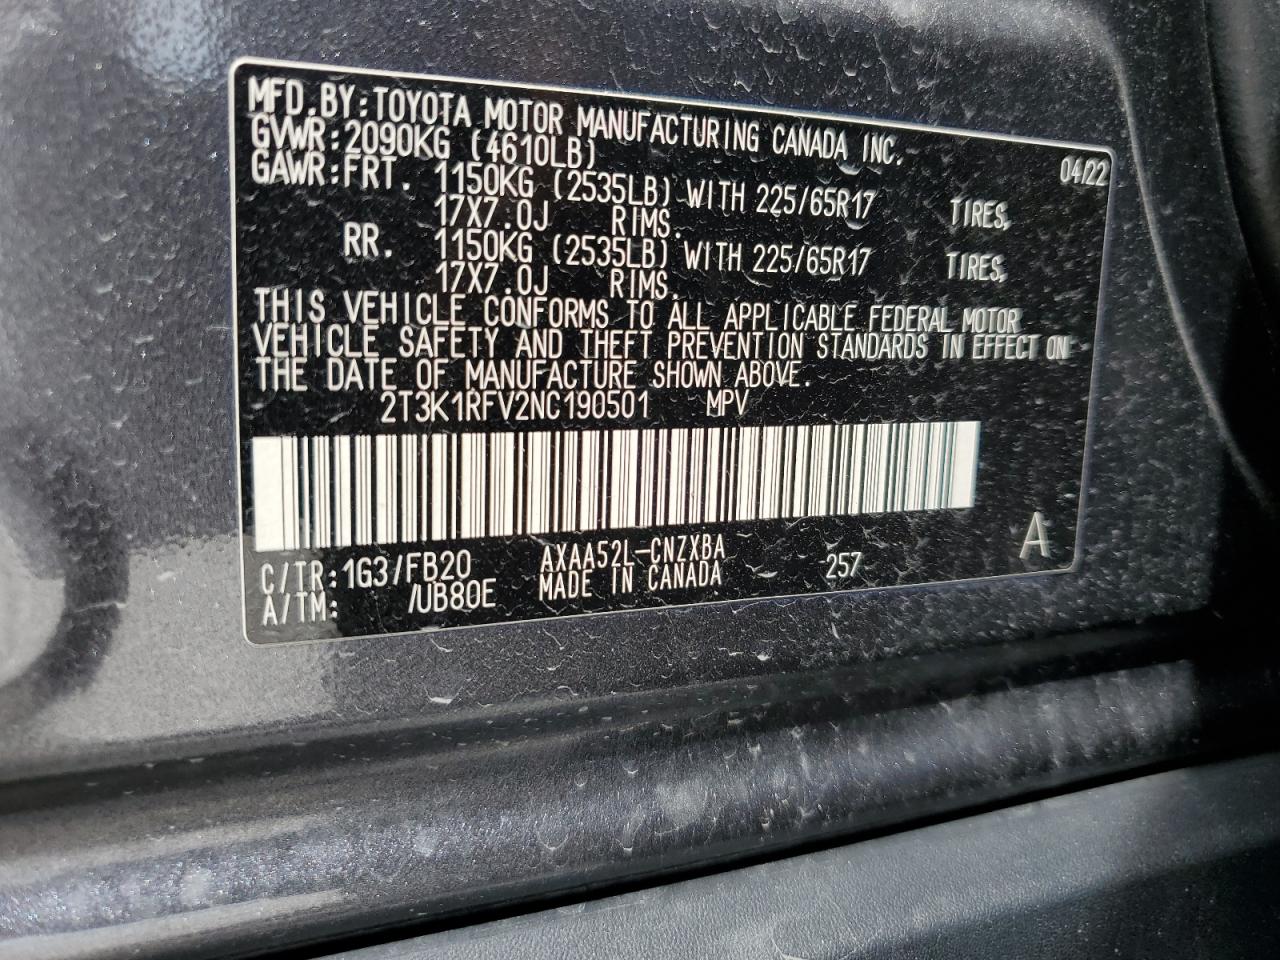 MFD.BY:TOYOTA MOTOR MANUFACTURING CANADA INC.
GVWR:2090KG (4610LB) 04/22
GAWR:FRT. 1150KG (2535LB) WITH 225/65R17 TIRES,
17X7.0J RIMS.
RR. 1150KG (2535LB) WITH 225/65R17 TIRES,
17X7.0J RIMS.
THIS VEHICLE CONFORMS TO ALL APPLICABLE FEDERAL MOTOR
VEHICLE SAFETY AND THEFT PREVENTION STANDARDS IN EFFECT ON
THE DATE OF MANUFACTURE SHOWN ABOVE.
2T3K1RFV2NC190501 MPV
A
C/TR:1G3/FB20 AXAA52L-CNZXBA 257
A/TM: /UB80E MADE IN CANADA